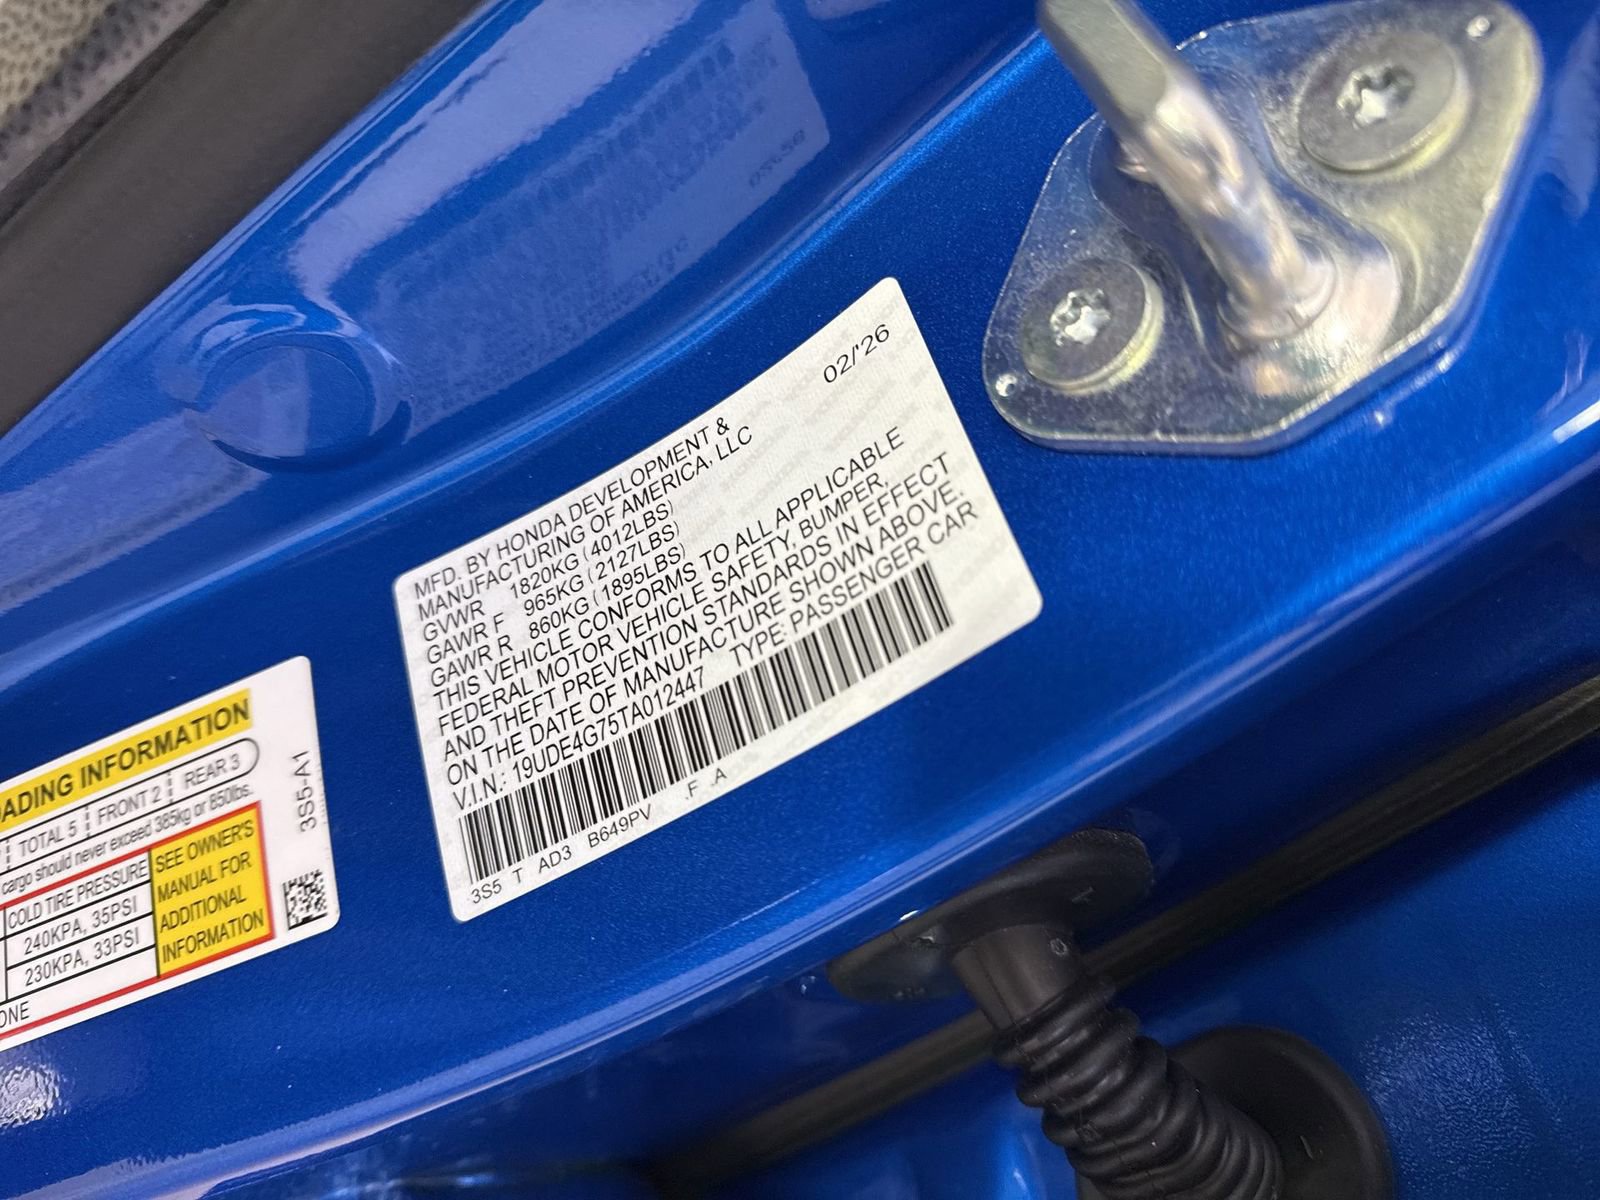 02/'26
MFD. BY HONDA DEVELOPMENT &
MANUFACTURING OF AMERICA, LLC
GVWR 1820KG (4012LBS)
GAWR F 965KG (2127LBS)
GAWR R 860KG (1895LBS)
THIS VEHICLE CONFORMS TO ALL APPLICABLE
FEDERAL MOTOR VEHICLE SAFETY, BUMPER,
AND THEFT PREVENTION STANDARDS IN EFFECT
ON THE DATE OF MANUFACTURE SHOWN ABOVE.
V.I.N.: 19UDE4G75TA012447 TYPE: PASSENGER CAR
3S5 T AD3 B649PV .F .A
ADING INFORMATION
TOTAL 5 FRONT 2 REAR 3
cargo should never exceed 385kg or 850lbs.
COLD TIRE PRESSURE
240KPA, 35PSI
230KPA, 33PSI
ONE
SEE OWNER'S
MANUAL FOR
ADDITIONAL
INFORMATION
3S5-A1